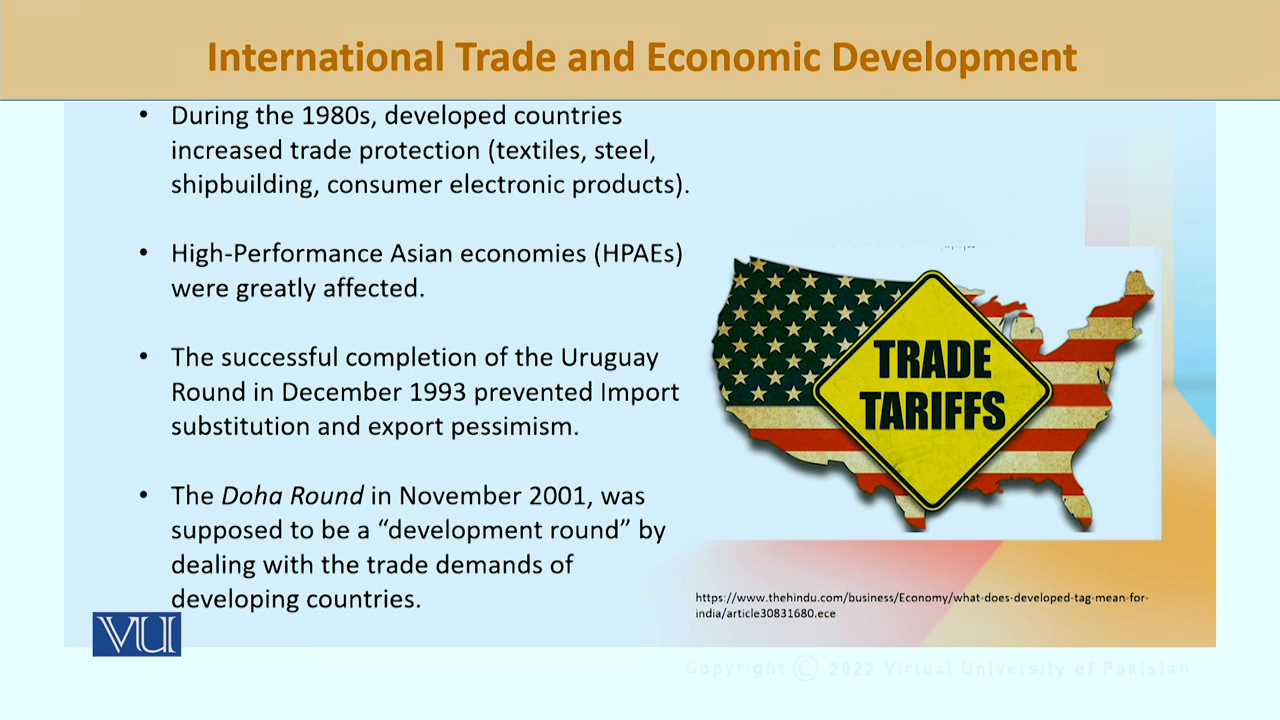 International Trade and Economic Development
• During the 1980s, developed countries
increased trade protection (textiles, steel,
shipbuilding, consumer electronic products).
• High-Performance Asian economies (HPAEs)
were greatly affected.
• The successful completion of the Uruguay
Round in December 1993 prevented Import
substitution and export pessimism.
• The Doha Round in November 2001, was
supposed to be a “development round” by
dealing with the trade demands of
developing countries.
TRADE
TARIFFS
https://www.thehindu.com/business/Economy/what-does-developed-tag-mean-for-
india/article30831680.ece
VU
Copyright © 2022 Virtual University of Pakistan